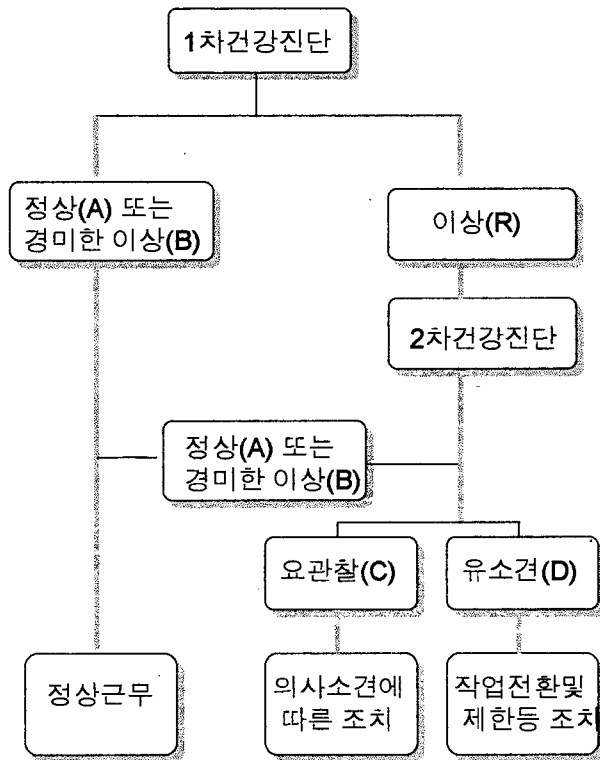 1차건강진단
정상(A) 또는
경미한 이상(B)
이상(R)
2차건강진단
정상(A) 또는
경미한 이상(B)
요관찰(C)
유소견(D)
정상근무
의사소견에
따른 조치
작업전환및
제한등 조치